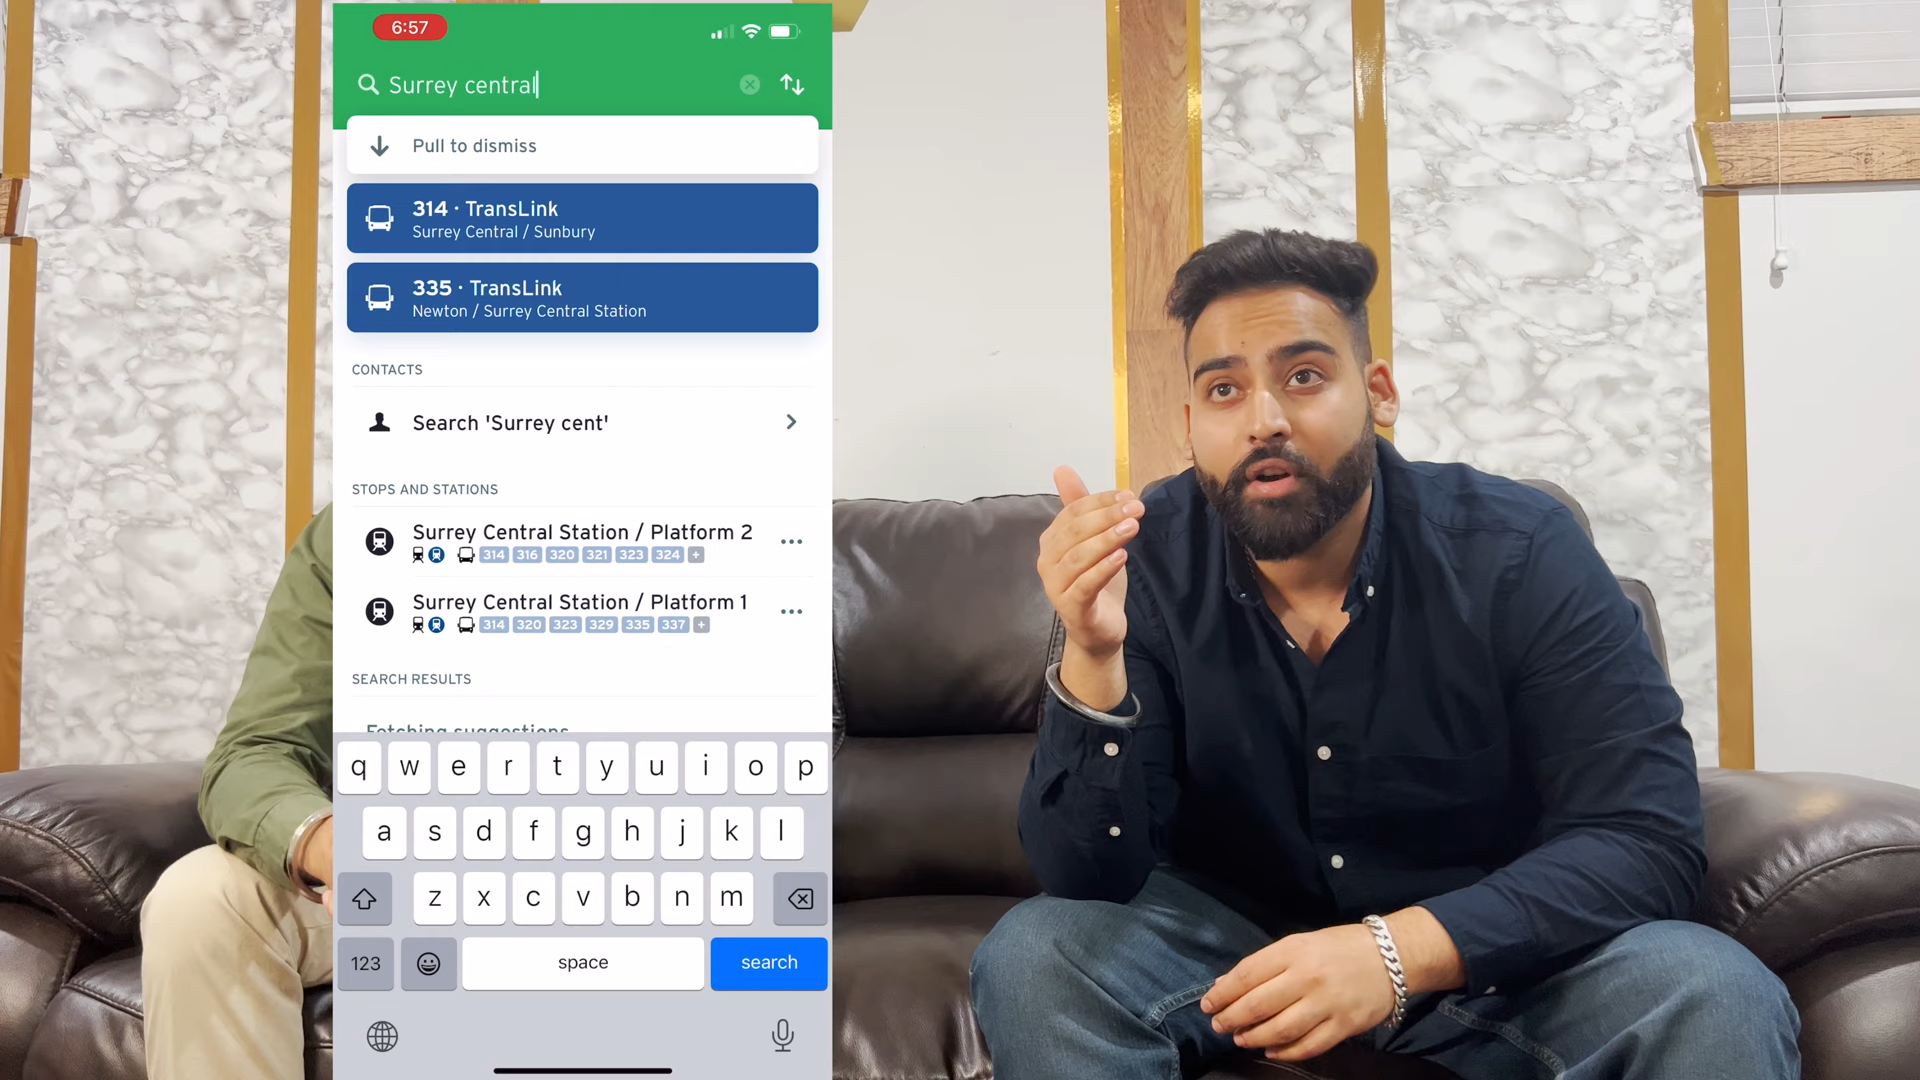 6:57
Surrey central
Pull to dismiss
314 · TransLink
Surrey Central / Sunbury
335 · TransLink
Newton / Surrey Central Station
CONTACTS
Search 'Surrey cent'
STOPS AND STATIONS
Surrey Central Station / Platform 2
314 316 320 321 323 324 +
Surrey Central Station / Platform 1
314 320 323 329 335 337 +
SEARCH RESULTS
Fetching suggestions
q w e r t y u i o p
a s d f g h j k l
z x c v b n m
123 space search